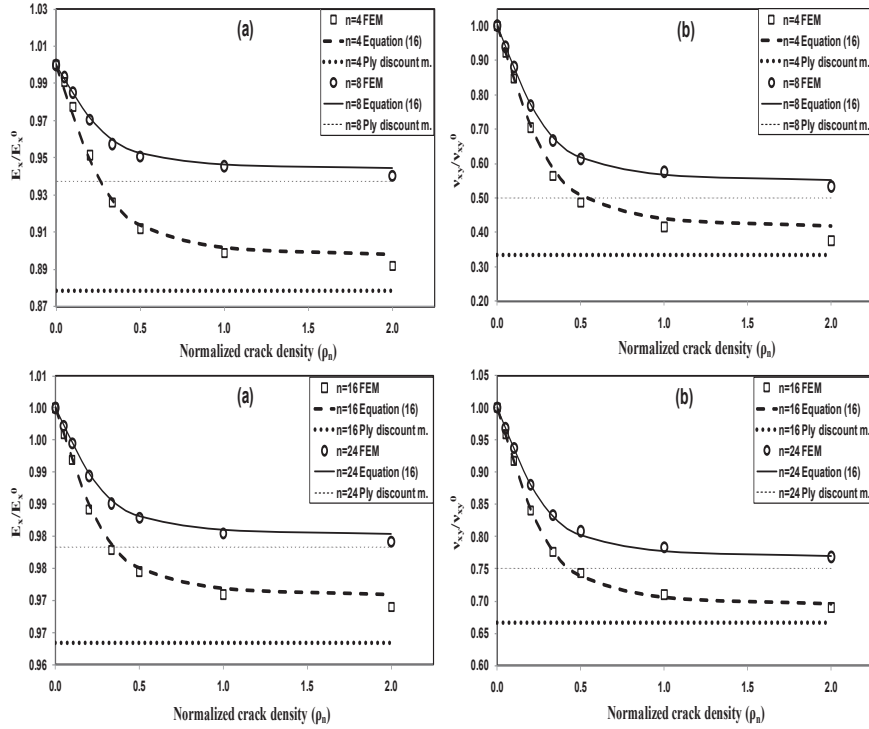 (a)
n=4 FEM
n=4 Equation (16)
n=4 Ply discount m.
n=8 FEM
n=8 Equation (16)
n=8 Ply discount m.
1.03
1.01
0.99
0.97
0.95
0.93
0.91
0.89
0.87
Eₓ/Eₓ⁰
0.0
0.5
1.0
1.5
2.0
Normalized crack density (ρₙ)
(b)
n=4 FEM
n=4 Equation (16)
n=4 Ply discount m.
n=8 FEM
n=8 Equation (16)
n=8 Ply discount m.
1.00
0.90
0.80
0.70
0.60
0.50
0.40
0.30
0.20
νxy/νxy⁰
0.0
0.5
1.0
1.5
2.0
Normalized crack density (ρₙ)
(a)
n=16 FEM
n=16 Equation (16)
n=16 Ply discount m.
n=24 FEM
n=24 Equation (16)
n=24 Ply discount m.
1.01
1.00
1.00
0.99
0.99
0.98
0.98
0.97
0.97
0.96
Eₓ/Eₓ⁰
0.0
0.5
1.0
1.5
2.0
Normalized crack density (ρₙ)
(b)
n=16 FEM
n=16 Equation (16)
n=16 Ply discount m.
n=24 FEM
n=24 Equation (16)
n=24 Ply discount m.
1.05
1.00
0.95
0.90
0.85
0.80
0.75
0.70
0.65
0.60
νxy/νxy⁰
0.0
0.5
1.0
1.5
2.0
Normalized crack density (ρₙ)